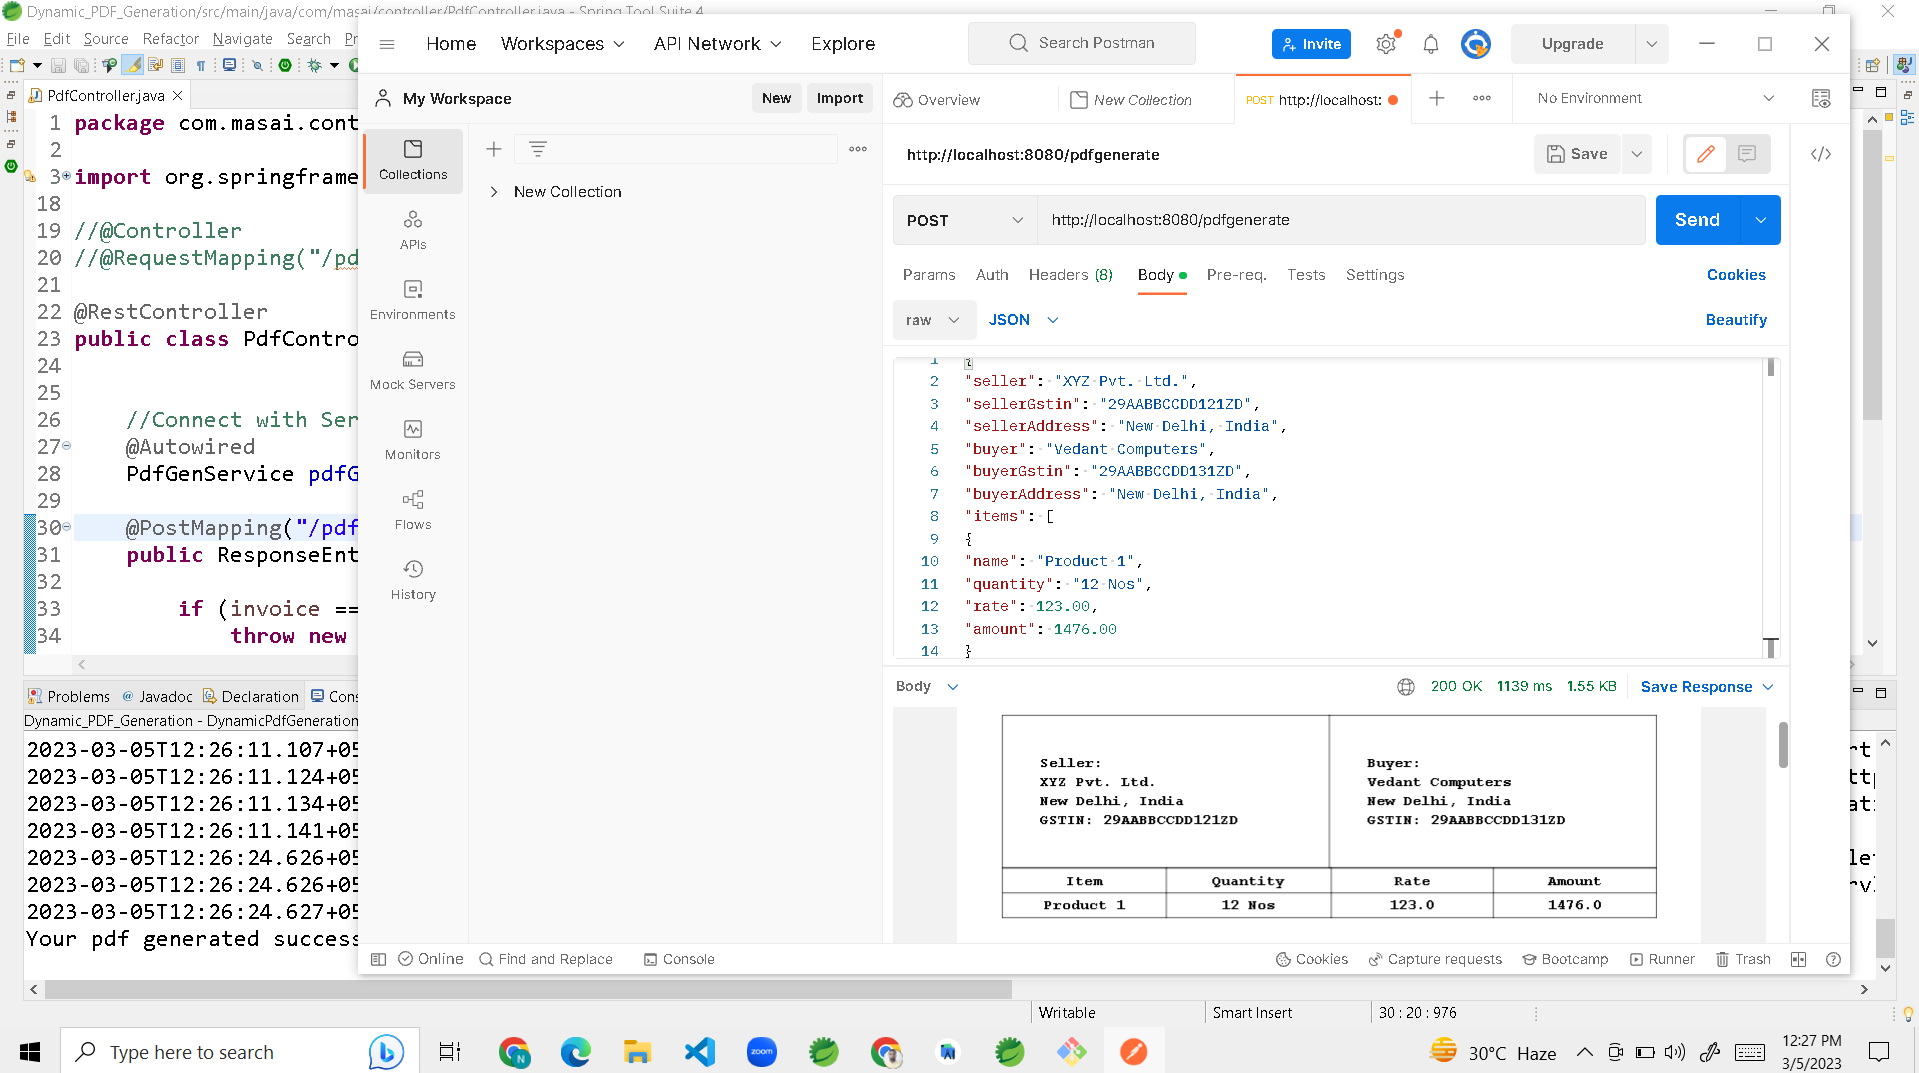 Dynamic_PDF_Generation/src/main/java/com/masai/controller/PdfController.java - Spring Tool Suite 4
File Edit Source Refactor Navigate Search
PdfController.java
1 package com.masai.cont
2
3 import org.springframe
18
19 //@Controller
20 //@RequestMapping("/pd
21
22 @RestController
23 public class PdfContro
24
25
26 //Connect with Ser
27 @Autowired
28 PdfGenService pdfG
29
30 @PostMapping("/pdf
31 public ResponseEnt
32
33 if (invoice ==
34 throw new
Problems @ Javadoc Declaration Cons
Dynamic_PDF_Generation - DynamicPdfGeneration
2023-03-05T12:26:11.107+05
2023-03-05T12:26:11.124+05
2023-03-05T12:26:11.134+05
2023-03-05T12:26:11.141+05
2023-03-05T12:26:24.626+05
2023-03-05T12:26:24.626+05
2023-03-05T12:26:24.627+05
Your pdf generated success
Home Workspaces API Network Explore
Search Postman
Invite
Upgrade
My Workspace
New Import
Overview
New Collection
POST http://localhost:
No Environment
Collections
APIs
Environments
Mock Servers
Monitors
Flows
History
New Collection
http://localhost:8080/pdfgenerate
Save
</>
POST http://localhost:8080/pdfgenerate
Send
Params Auth Headers (8) Body Pre-req. Tests Settings
Cookies
raw JSON
Beautify
1 {
2 "seller": "XYZ Pvt. Ltd.",
3 "sellerGstin": "29AABBCCDD121ZD",
4 "sellerAddress": "New Delhi, India",
5 "buyer": "Vedant Computers",
6 "buyerGstin": "29AABBCCDD131ZD",
7 "buyerAddress": "New Delhi, India",
8 "items": [
9 {
10 "name": "Product 1",
11 "quantity": "12 Nos",
12 "rate": 123.00,
13 "amount": 1476.00
14 }
Body
200 OK 1139 ms 1.55 KB
Save Response
Seller:
XYZ Pvt. Ltd.
New Delhi, India
GSTIN: 29AABBCCDD121ZD
Buyer:
Vedant Computers
New Delhi, India
GSTIN: 29AABBCCDD131ZD
Item Quantity Rate Amount
Product 1 12 Nos 123.0 1476.0
Online Find and Replace Console
Cookies Capture requests Bootcamp Runner Trash
Writable Smart Insert 30 : 20 : 976
Type here to search
zoom
30°C Haze
12:27 PM
3/5/2023